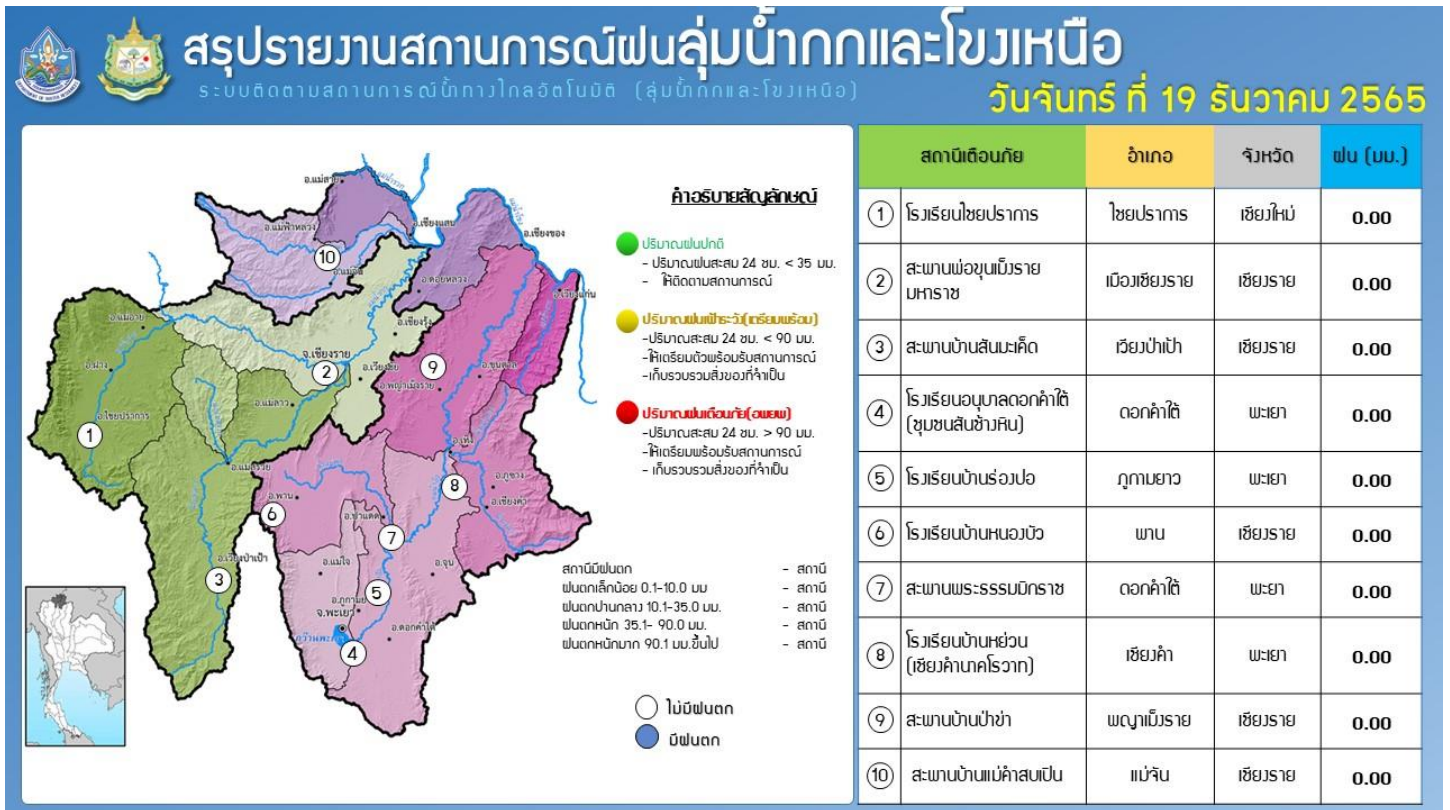 สรุปรายงานสถานการณ์ฝนลุ่มน้ำกกและโขงเหนือ
ระบบติดตามสถานการณ์น้ำทางไกลอัตโนมัติ (ลุ่มน้ำกกและโขงเหนือ)
วันจันทร์ ที่ 19 ธันวาคม 2565
อ.แม่สาย
อ.แม่ฟ้าหลวง
อ.เชียงแสน
อ.เชียงของ
10
อ.แม่จัน
อ.ดอยหลวง
อ.เวียงแก่น
อ.แม่อาย
อ.เชียงรุ้ง
จ.เชียงราย
2
อ.เวียงชัย
9
อ.ขุนตาล
อ.พญาเม็งราย
อ.ฝาง
อ.ไชยปราการ
1
อ.แม่ลาว
อ.แม่สรวย
อ.เทิง
8
อ.ภูซาง
อ.เชียงคำ
อ.พาน
6
อ.ป่าแดด
7
อ.เวียงป่าเป้า
3
อ.แม่ใจ
อ.จุน
5
อ.ภูกามยาว
จ.พะเยา
กว๊านพะเยา
4
อ.ดอกคำใต้
คำอธิบายสัญลักษณ์
ปริมาณฝนปกติ
- ปริมาณฝนสะสม 24 ชม. < 35 มม.
- ให้ติดตามสถานการณ์
ปริมาณฝนเฝ้าระวัง(เตรียมพร้อม)
-ปริมาณสะสม 24 ชม. < 90 มม.
-ให้เตรียมตัวพร้อมรับสถานการณ์
-เก็บรวบรวมสิ่งของที่จำเป็น
ปริมาณฝนเตือนภัย(อพยพ)
-ปริมาณสะสม 24 ชม. > 90 มม.
-ให้เตรียมพร้อมรับสถานการณ์
- เก็บรวบรวมสิ่งของที่จำเป็น
สถานีมีฝนตก - สถานี
ฝนตกเล็กน้อย 0.1-10.0 มม - สถานี
ฝนตกปานกลาง 10.1-35.0 มม. - สถานี
ฝนตกหนัก 35.1- 90.0 มม. - สถานี
ฝนตกหนักมาก 90.1 มม.ขึ้นไป - สถานี
ไม่มีฝนตก
มีฝนตก
สถานีเตือนภัย อำเภอ จังหวัด ฝน (มม.)
1 โรงเรียนไชยปราการ ไชยปราการ เชียงใหม่ 0.00
2 สะพานพ่อขุนเม็งราย
มหาราช เมืองเชียงราย เชียงราย 0.00
3 สะพานบ้านสันมะเค็ด เวียงป่าเป้า เชียงราย 0.00
4 โรงเรียนอนุบาลดอกคำใต้
(ชุมชนสันช้างหิน) ดอกคำใต้ พะเยา 0.00
5 โรงเรียนบ้านร่องปอ ภูกามยาว พะเยา 0.00
6 โรงเรียนบ้านหนองบัว พาน เชียงราย 0.00
7 สะพานพระธรรมมิกราช ดอกคำใต้ พะเยา 0.00
8 โรงเรียนบ้านหย่วน
(เชียงคำนาคโรวาท) เชียงคำ พะเยา 0.00
9 สะพานบ้านป่าข่า พญาเม็งราย เชียงราย 0.00
10 สะพานบ้านแม่คำสบเปิน แม่จัน เชียงราย 0.00